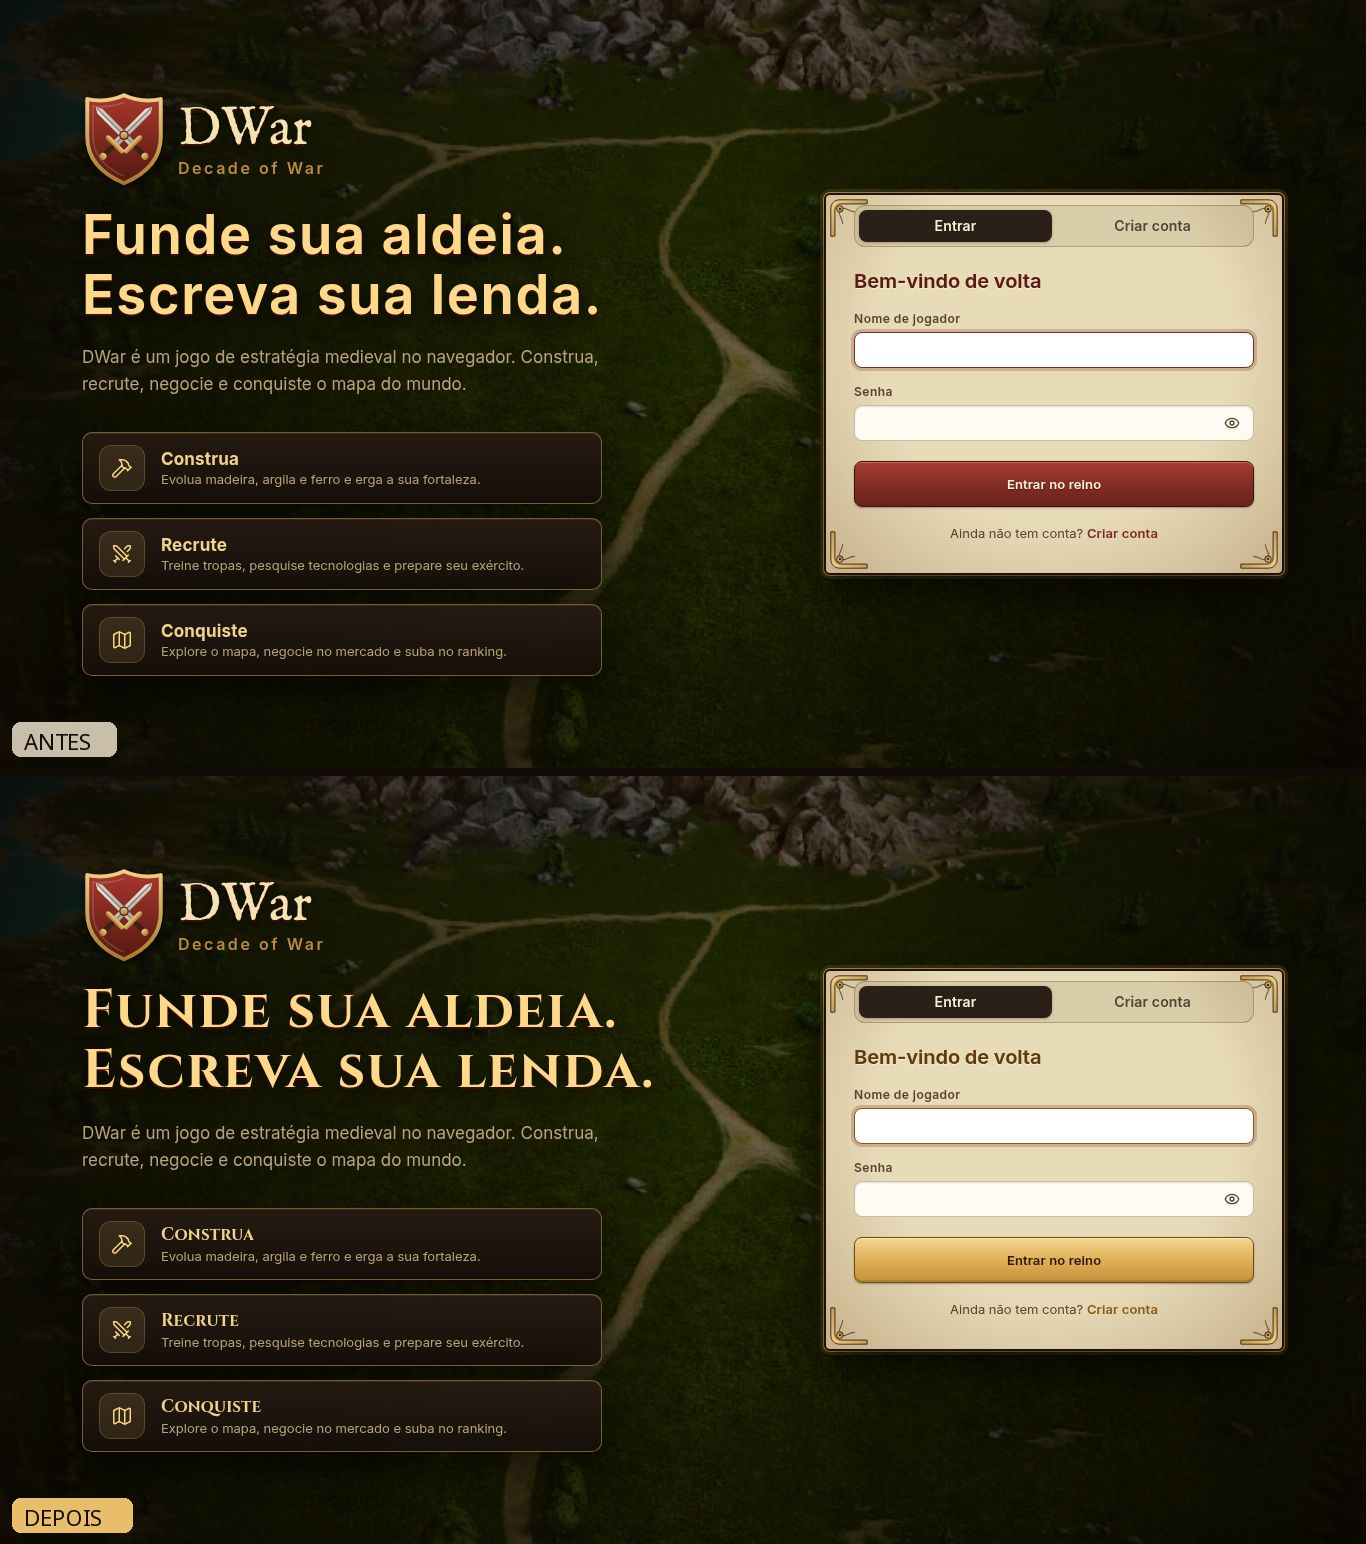 DWar
Decade of War
Funde sua aldeia.
Escreva sua lenda.
DWar é um jogo de estratégia medieval no navegador. Construa,
recrute, negocie e conquiste o mapa do mundo.
Construa
Evolua madeira, argila e ferro e erga a sua fortaleza.
Recrute
Treine tropas, pesquise tecnologias e prepare seu exército.
Conquiste
Explore o mapa, negocie no mercado e suba no ranking.
Entrar
Criar conta
Bem-vindo de volta
Nome de jogador
Senha
Entrar no reino
Ainda não tem conta? Criar conta
ANTES
DWar
Decade of War
Funde sua aldeia.
Escreva sua lenda.
DWar é um jogo de estratégia medieval no navegador. Construa,
recrute, negocie e conquiste o mapa do mundo.
Construa
Evolua madeira, argila e ferro e erga a sua fortaleza.
Recrute
Treine tropas, pesquise tecnologias e prepare seu exército.
Conquiste
Explore o mapa, negocie no mercado e suba no ranking.
Entrar
Criar conta
Bem-vindo de volta
Nome de jogador
Senha
Entrar no reino
Ainda não tem conta? Criar conta
DEPOIS